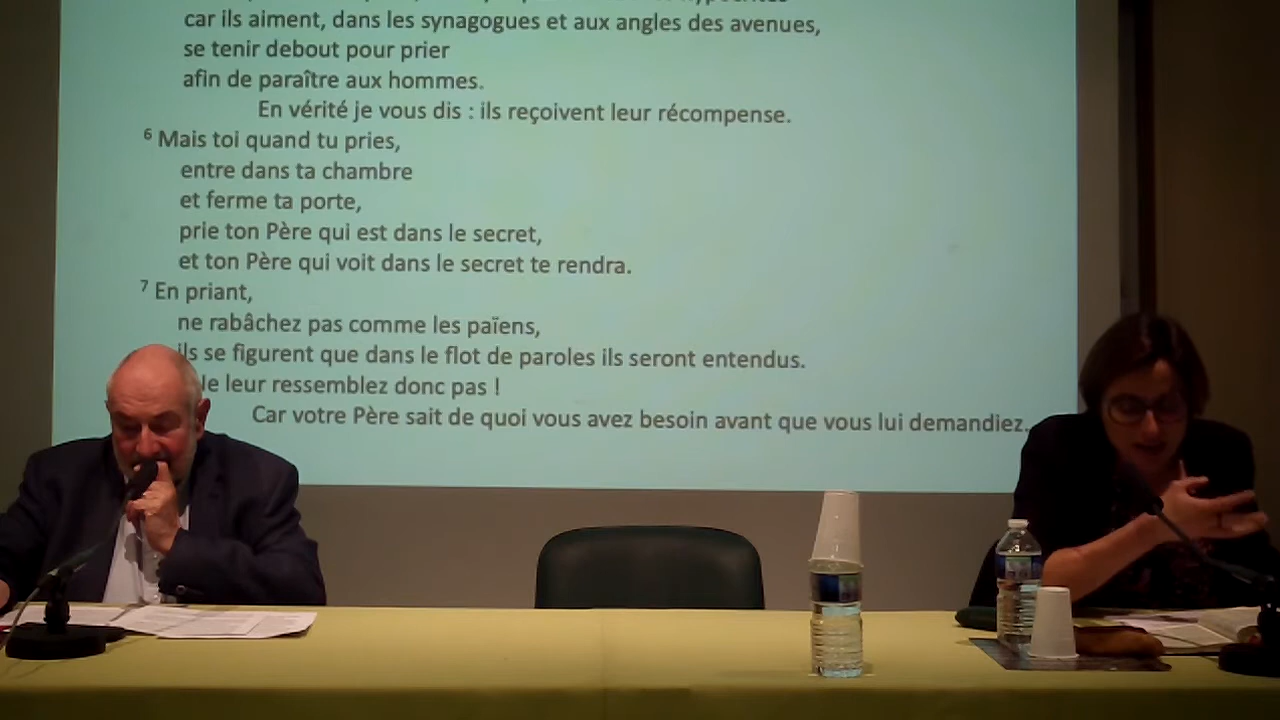 car ils aiment, dans les synagogues et aux angles des avenues,
se tenir debout pour prier
afin de paraître aux hommes.
En vérité je vous dis : ils reçoivent leur récompense.
⁶ Mais toi quand tu pries,
entre dans ta chambre
et ferme ta porte,
prie ton Père qui est dans le secret,
et ton Père qui voit dans le secret te rendra.
⁷ En priant,
ne rabâchez pas comme les païens,
ils se figurent que dans le flot de paroles ils seront entendus.
leur ressemblez donc pas !
Car votre Père sait de quoi vous avez besoin avant que vous lui demandiez.